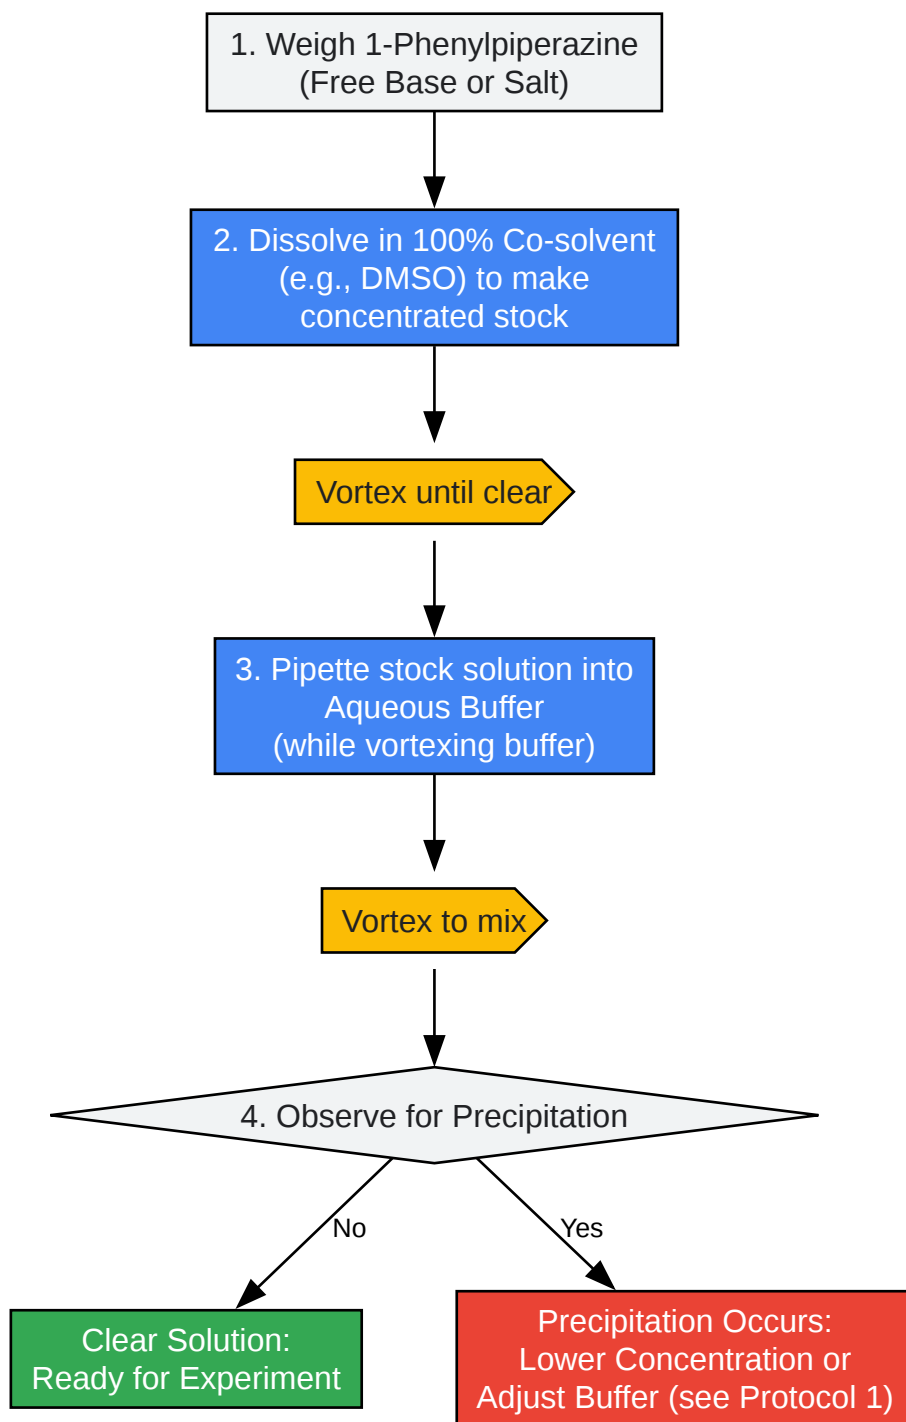 1. Weigh 1-Phenylpiperazine
(Free Base or Salt)
2. Dissolve in 100% Co-solvent
(e.g., DMSO) to make
concentrated stock
Vortex until clear
3. Pipette stock solution into
Aqueous Buffer
(while vortexing buffer)
Vortex to mix
4. Observe for Precipitation
No
Yes
Clear Solution:
Ready for Experiment
Precipitation Occurs:
Lower Concentration or
Adjust Buffer (see Protocol 1)